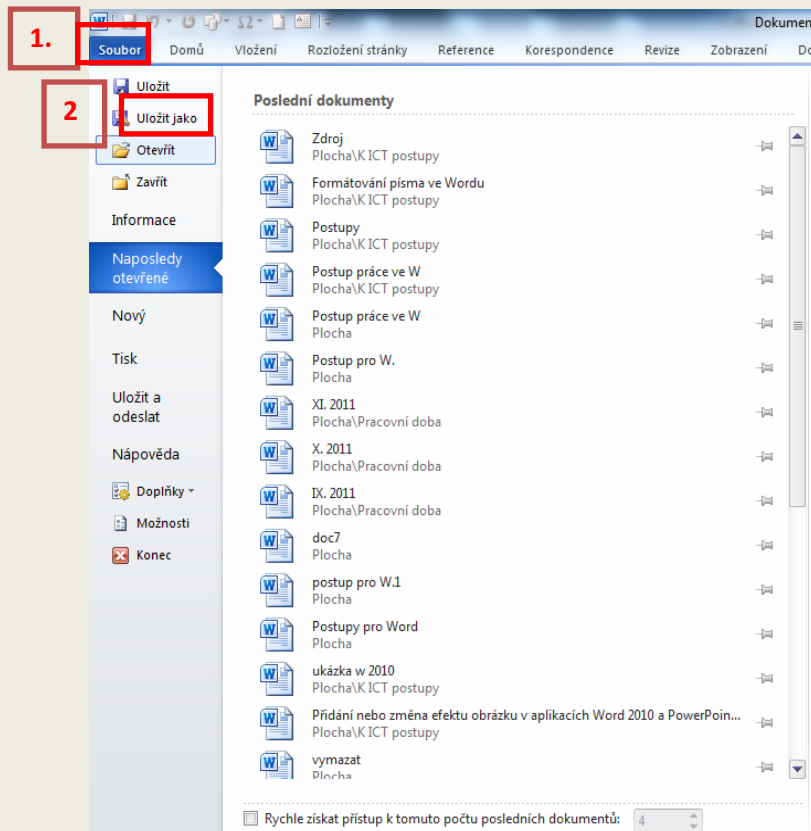 1.
Dokumen
Soubor Domů Vložení Rozložení stránky Reference Korespondence Revize Zobrazení Do
2
Uložit
Uložit jako
Otevřít
Zavřít
Informace
Naposledy
otevřené
Nový
Tisk
Uložit a
odeslat
Nápověda
Doplňky
Možnosti
Konec
Poslední dokumenty
Zdroj
Plocha\K ICT postupy
Formátování písma ve Wordu
Plocha\K ICT postupy
Postupy
Plocha\K ICT postupy
Postup práce ve W
Plocha\K ICT postupy
Postup práce ve W
Plocha
Postup pro W.
Plocha
XI. 2011
Plocha\Pracovní doba
X. 2011
Plocha\Pracovní doba
IX. 2011
Plocha\Pracovní doba
doc7
Plocha
postup pro W.1
Plocha
Postupy pro Word
Plocha
ukázka w 2010
Plocha\K ICT postupy
Přidání nebo změna efektu obrázku v aplikacích Word 2010 a PowerPoin...
Plocha\K ICT postupy
vymazat
Plocha
Rychle získat přístup k tomuto počtu posledních dokumentů: 4